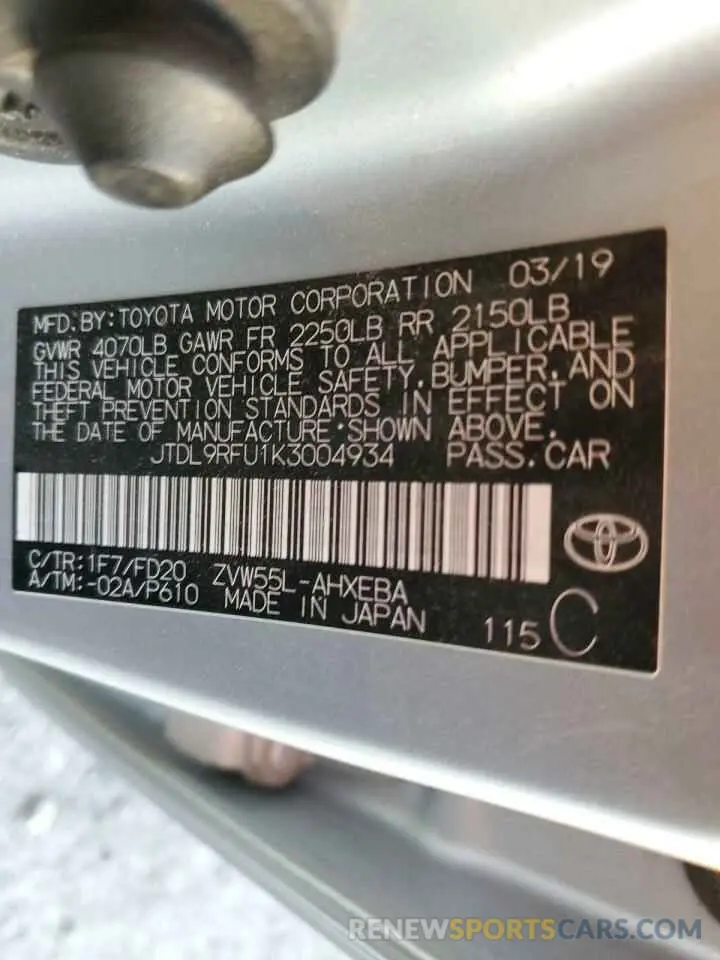 MFD. BY: TOYOTA MOTOR CORPORATION 03/19
GVWR 4070LB GAWR FR 2250LB RR 2150LB
THIS VEHICLE CONFORMS TO ALL APPLICABLE
FEDERAL MOTOR VEHICLE SAFETY, BUMPER, AND
THEFT PREVENTION STANDARDS IN EFFECT ON
THE DATE OF MANUFACTURE SHOWN ABOVE.
JTDL9RFU1K3004934 PASS. CAR
C/TR: 1F7/FD20 ZVW55L-AHXEBA
A/TM: -02A/P610 MADE IN JAPAN 115 C
RENEWSPORTSCARS.COM